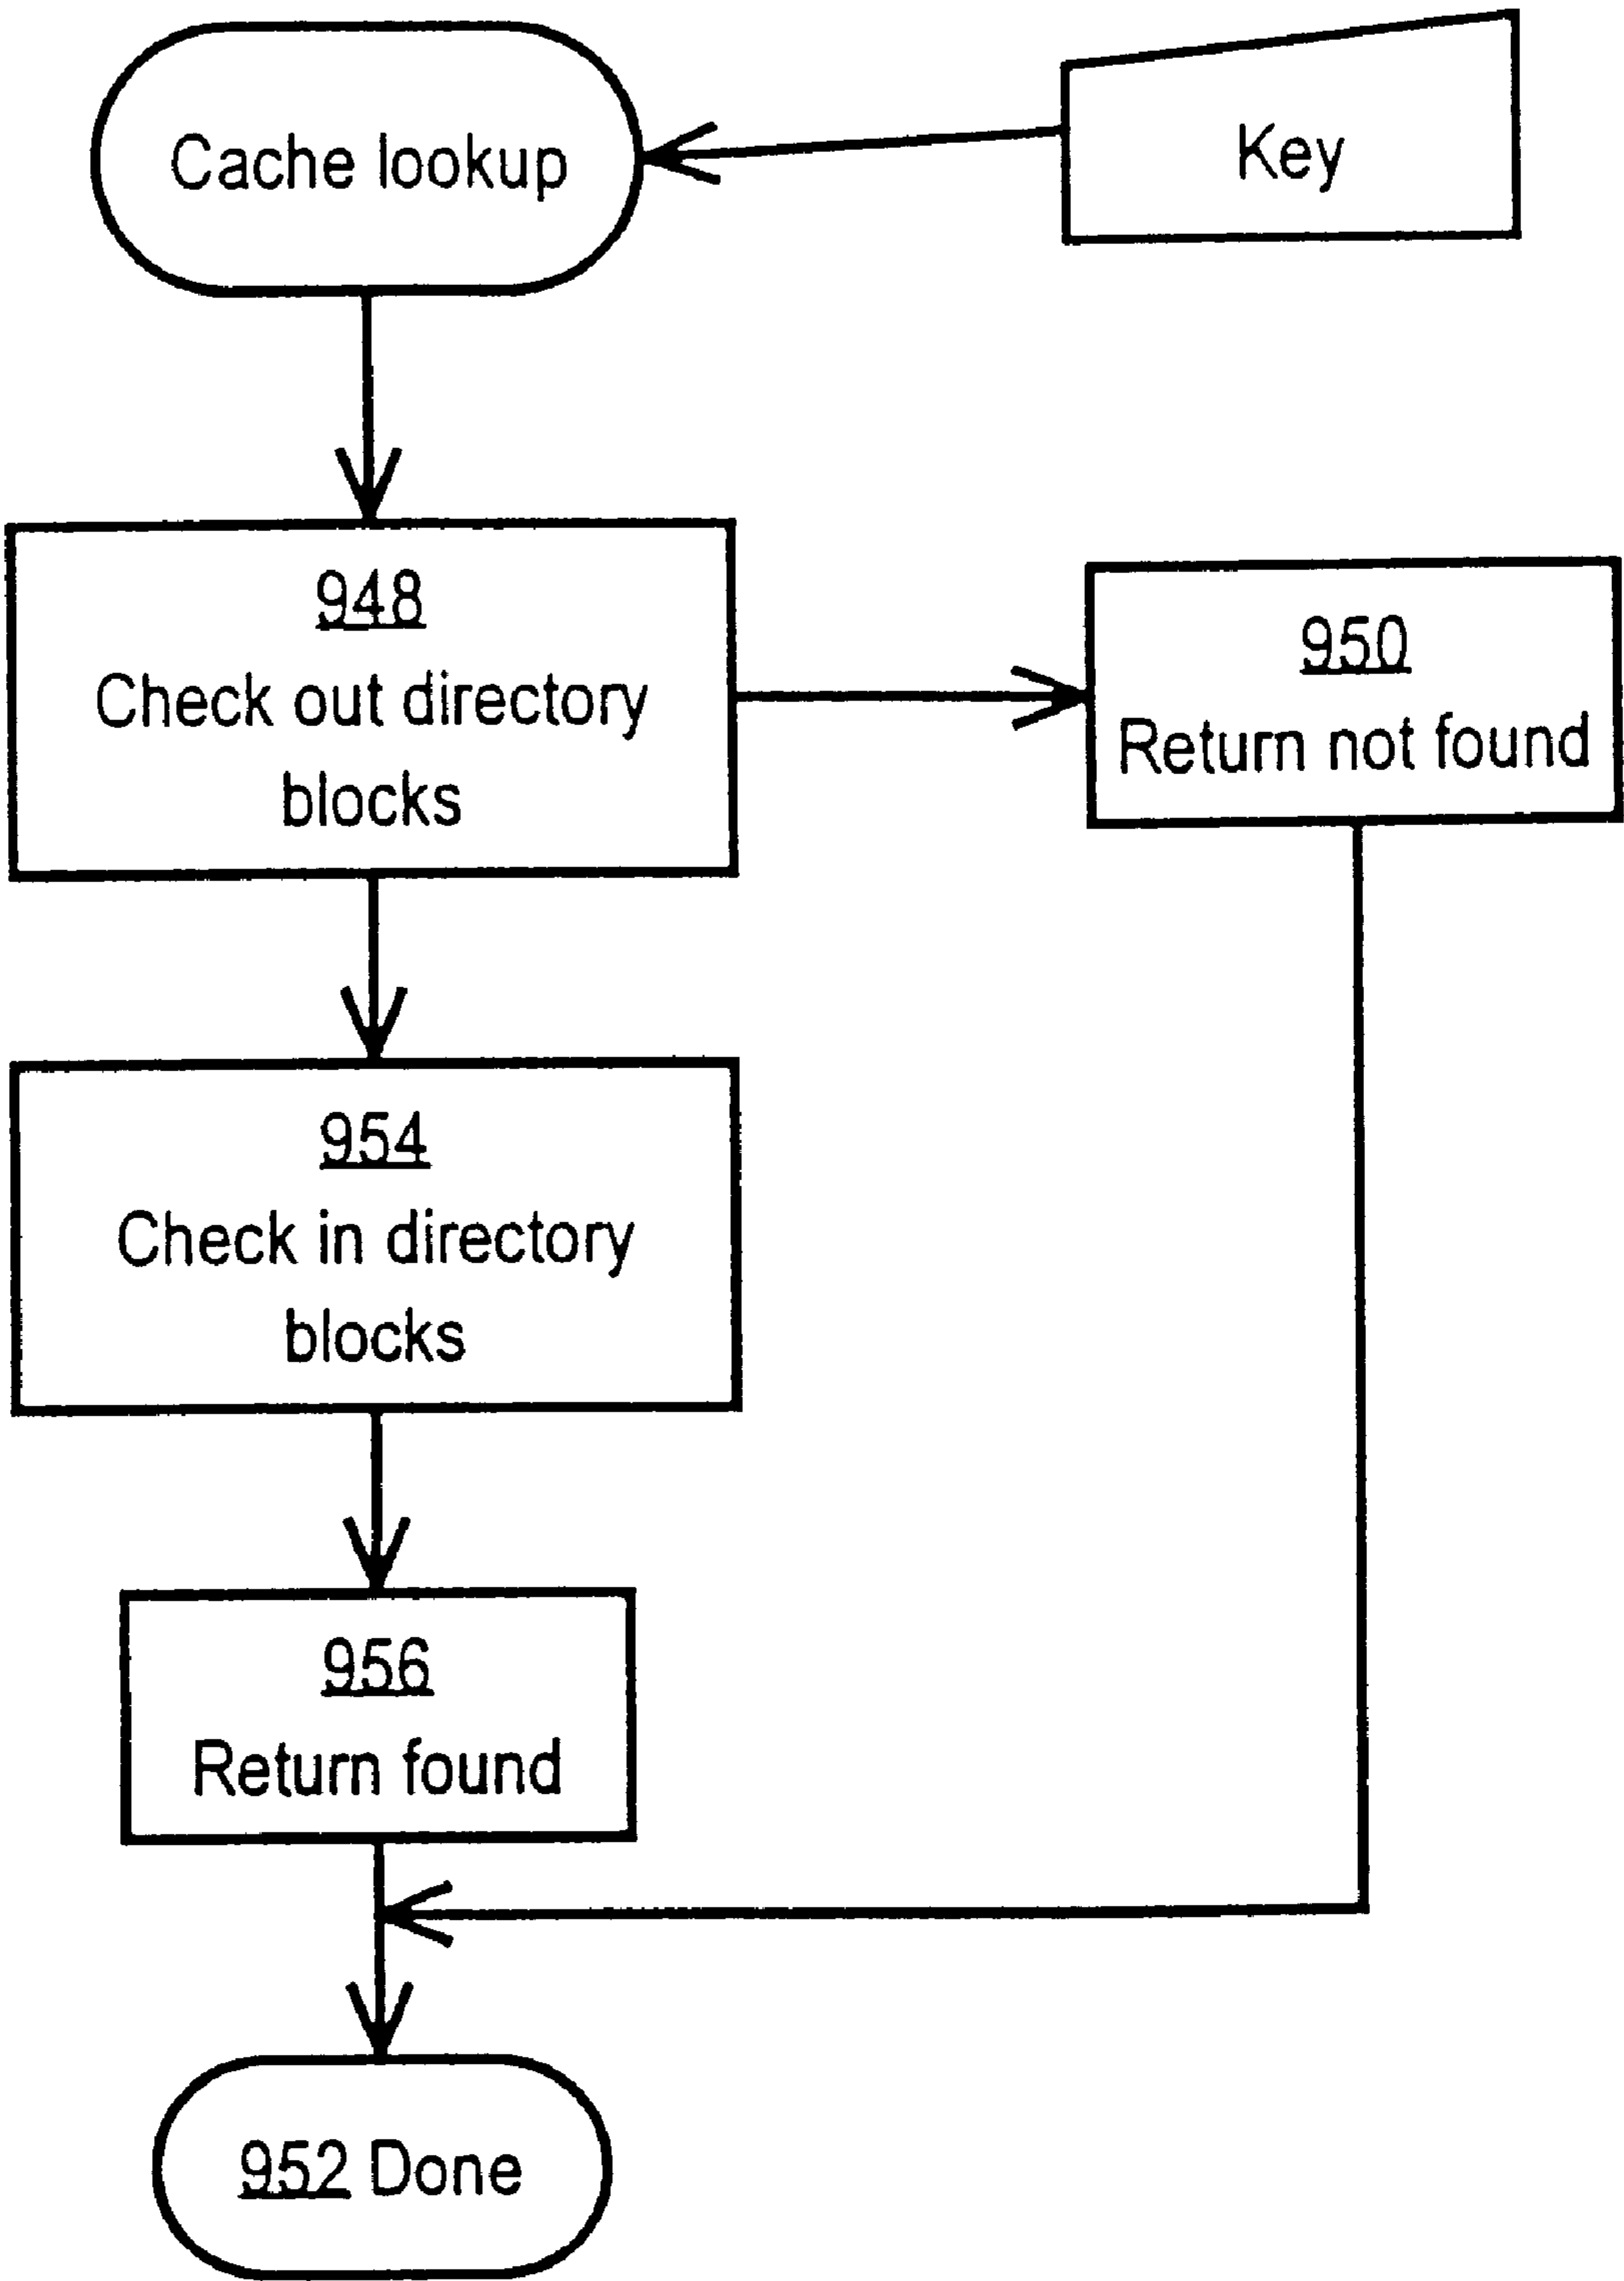 Cache lookup
Key
948
Check out directory
blocks
950
Return not found
954
Check in directory
blocks
956
Return found
952 Done